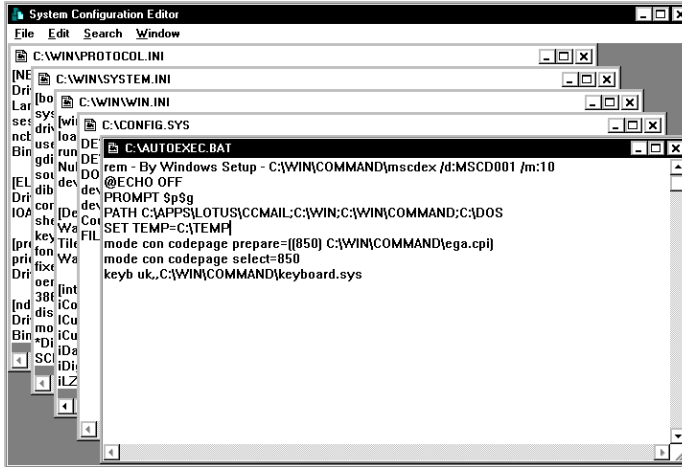 System Configuration Editor
File Edit Search Window
C:\WIN\PROTOCOL.INI
C:\WIN\SYSTEM.INI
C:\WIN\WIN.INI
C:\CONFIG.SYS
C:\AUTOEXEC.BAT
rem - By Windows Setup - C:\WIN\COMMAND\mscdex /d:MSCD001 /m:10
@ECHO OFF
PROMPT $p$g
PATH C:\APPS\LOTUS\CCMAIL;C:\WIN;C:\WIN\COMMAND;C:\DOS
SET TEMP=C:\TEMP
mode con codepage prepare=((850) C:\WIN\COMMAND\ega.cpi)
mode con codepage select=850
keyb uk,,C:\WIN\COMMAND\keyboard.sys